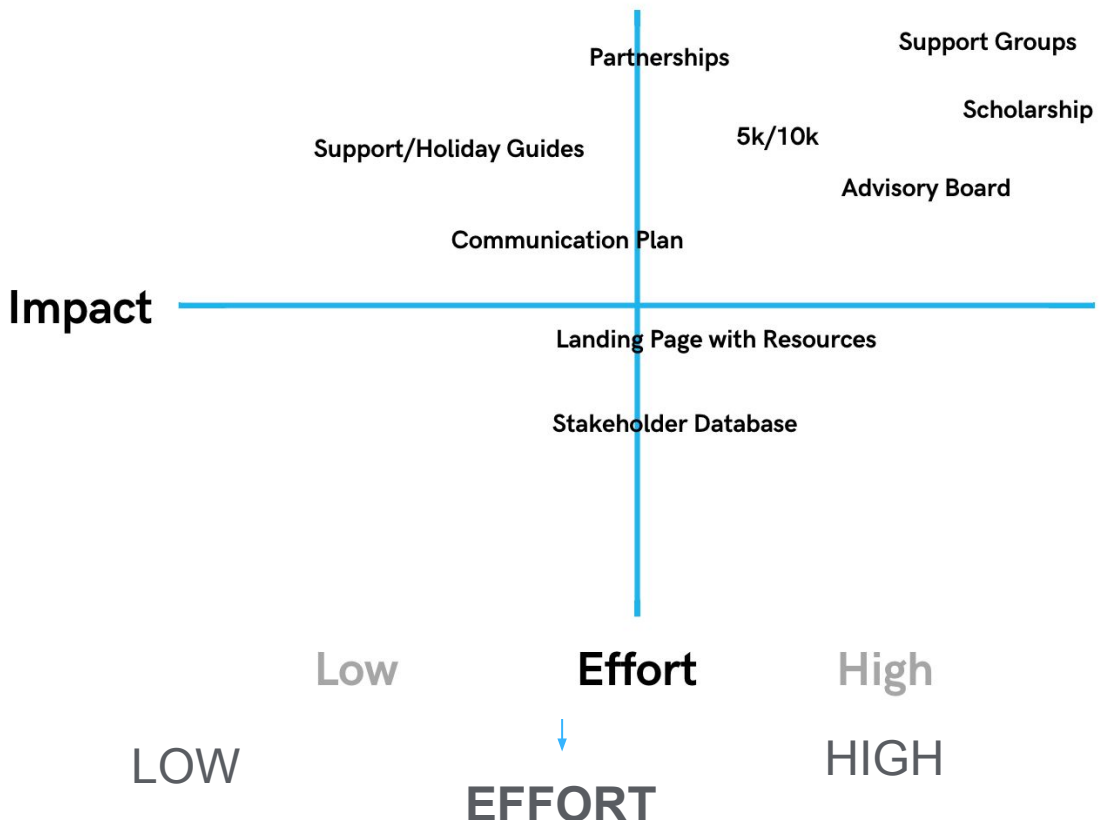 Support Groups
Partnerships
Scholarship
5k/10k
Support/Holiday Guides
Advisory Board
Communication Plan
Impact
Landing Page with Resources
Stakeholder Database
Low Effort High
LOW HIGH
EFFORT